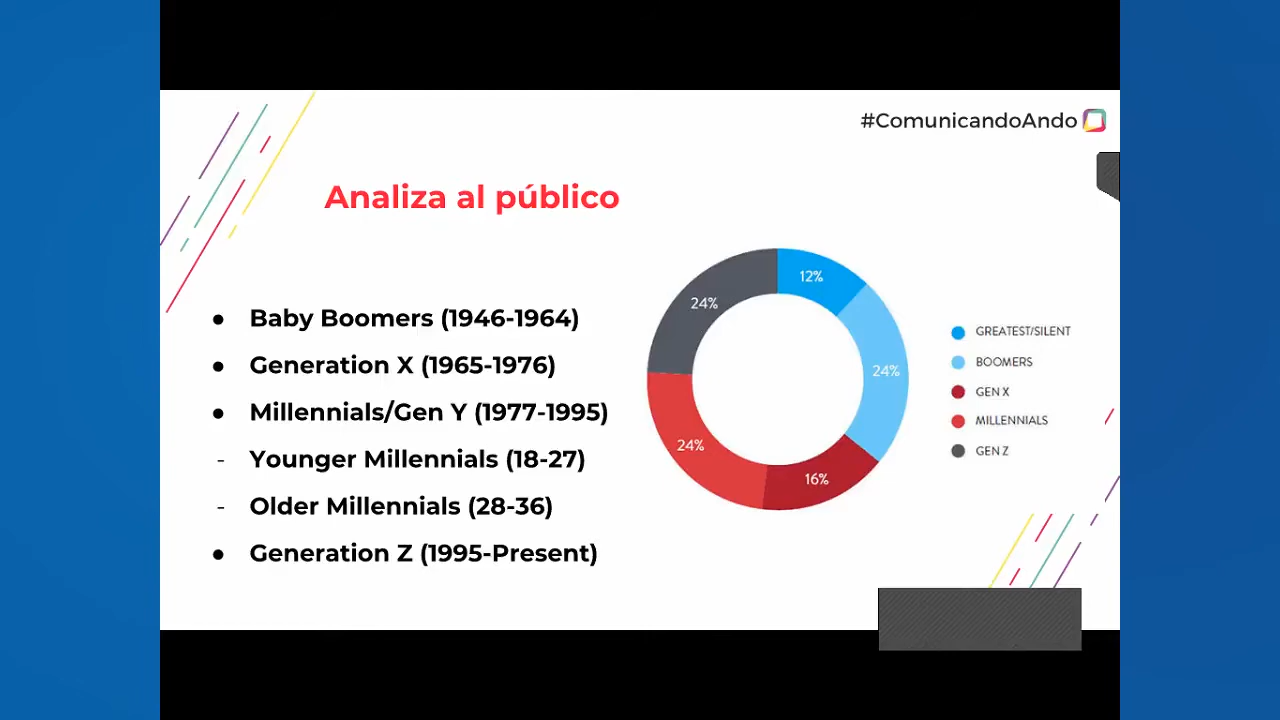 #ComunicandoAndo
Analiza al público
● Baby Boomers (1946-1964)
● Generation X (1965-1976)
● Millennials/Gen Y (1977-1995)
- Younger Millennials (18-27)
- Older Millennials (28-36)
● Generation Z (1995-Present)
12%
24%
24%
24%
16%
GREATEST/SILENT
BOOMERS
GEN X
MILLENNIALS
GEN Z